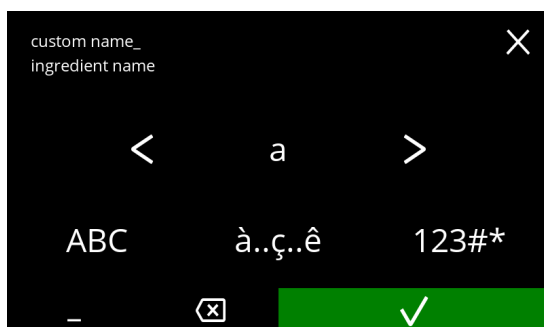 custom name_
ingredient name
< a >
ABC à..ç..ê 123#*
_